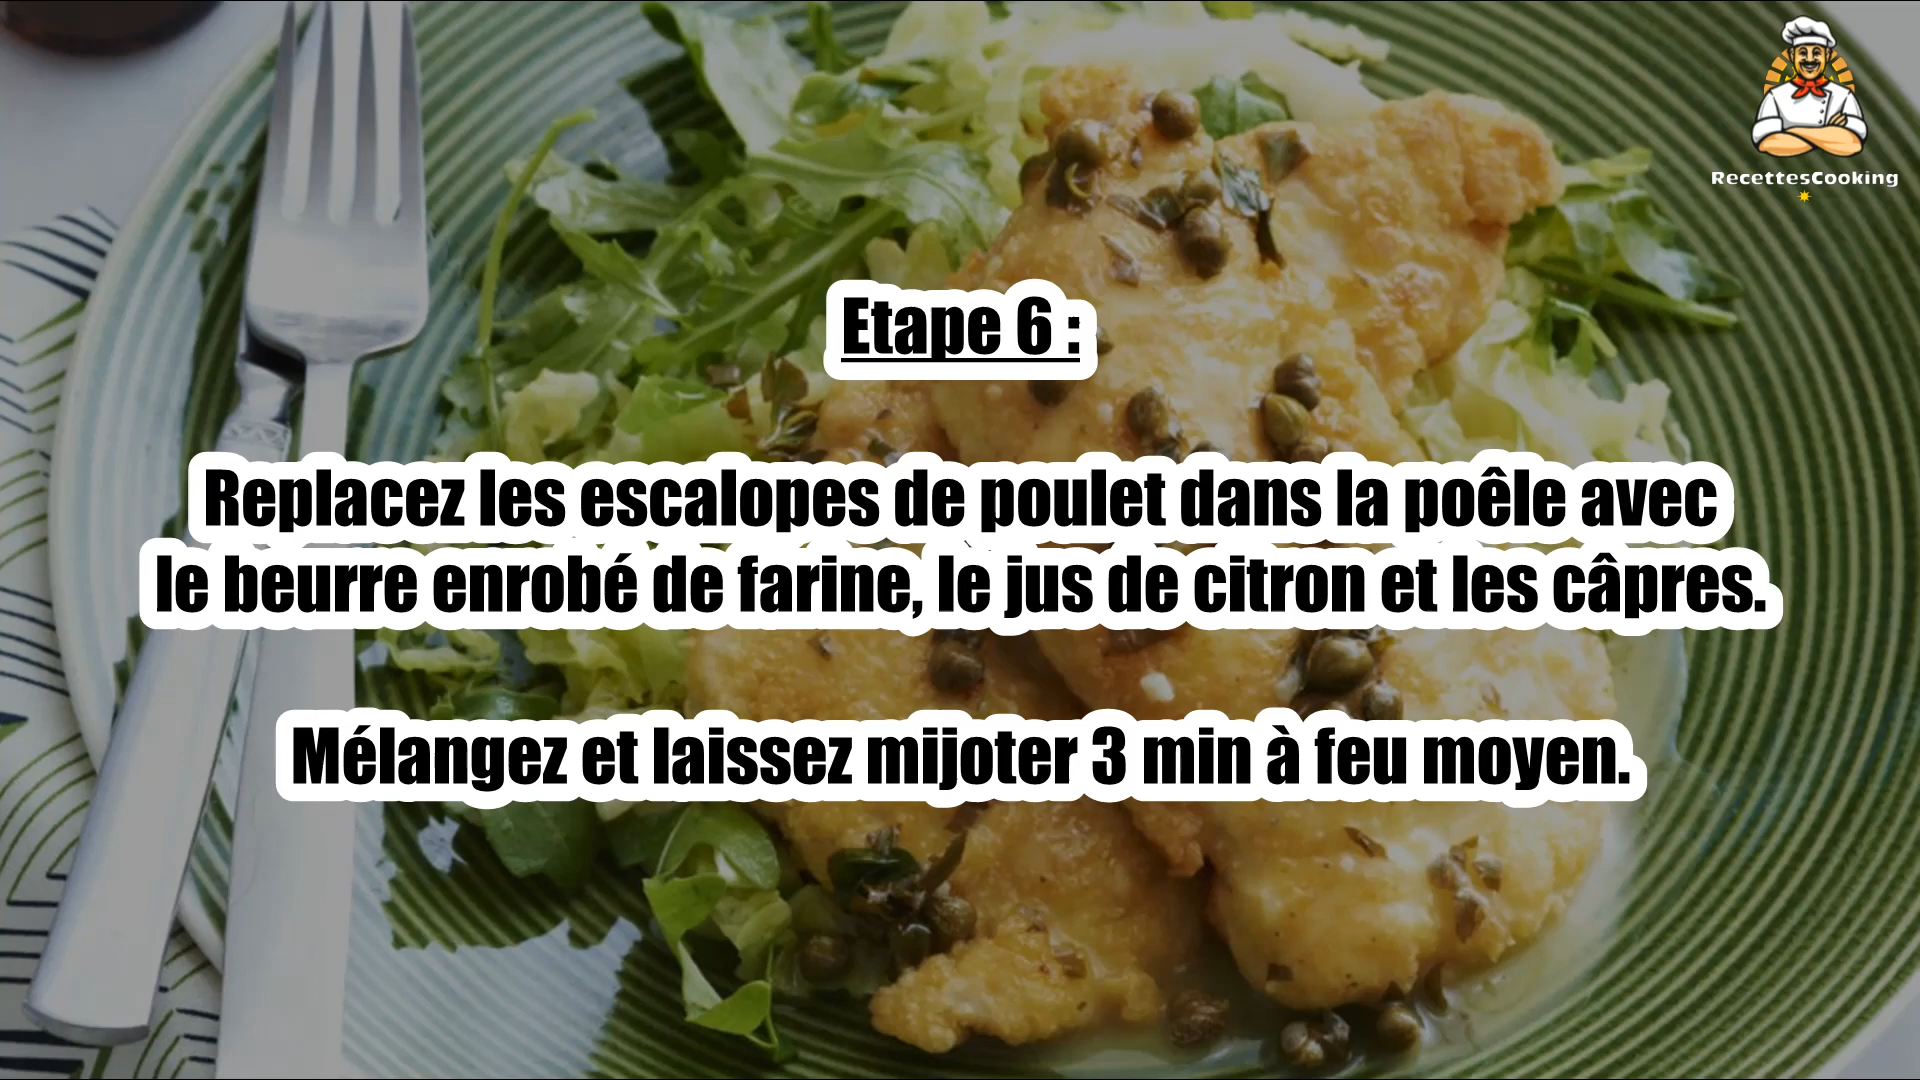 RecettesCooking
Etape 6 :
Replacez les escalopes de poulet dans la poêle avec
le beurre enrobé de farine, le jus de citron et les câpres.
Mélangez et laissez mijoter 3 min à feu moyen.